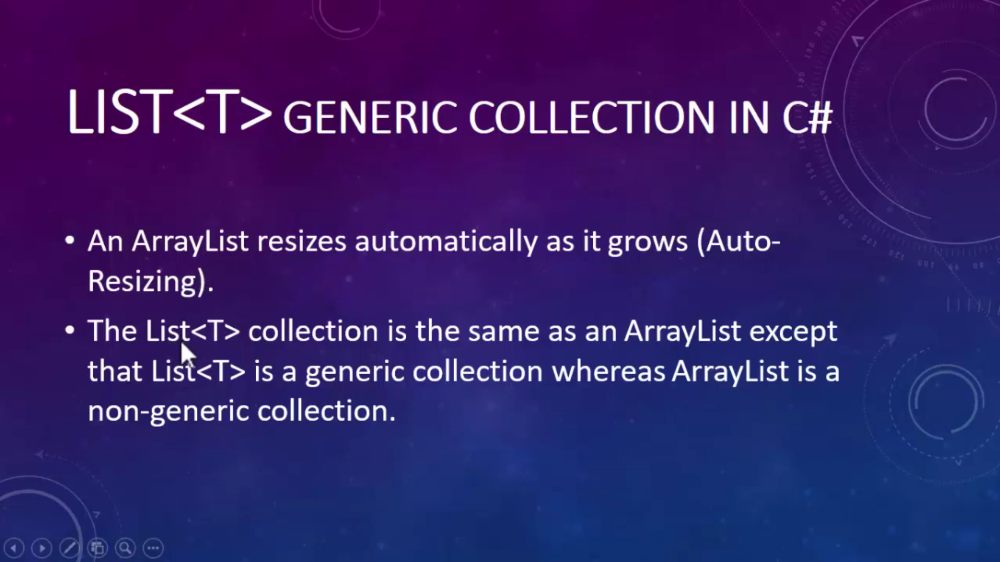 LIST<T> GENERIC COLLECTION IN C#
• An ArrayList resizes automatically as it grows (Auto-
Resizing).
• The List<T> collection is the same as an ArrayList except
that List<T> is a generic collection whereas ArrayList is a
non-generic collection.